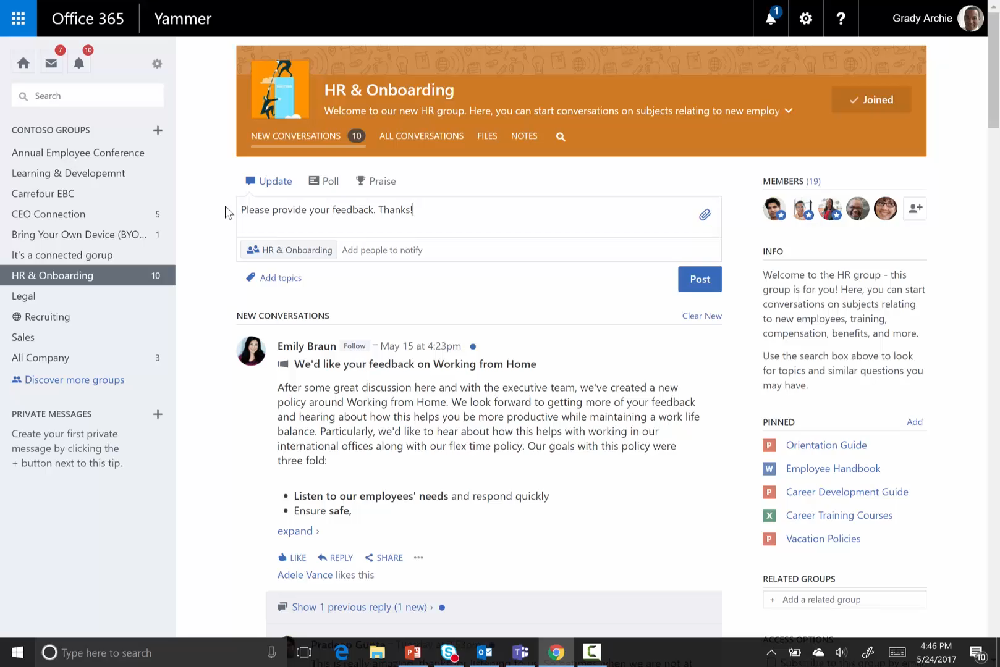 Office 365
Yammer
1
Grady Archie
7
10
Search
CONTOSO GROUPS
Annual Employee Conference
Learning & Developemnt
Carrefour EBC
CEO Connection 5
Bring Your Own Device (BYO... 1
It's a connected gorup
HR & Onboarding 10
Legal
Recruiting
Sales
All Company 3
Discover more groups
PRIVATE MESSAGES
Create your first private
message by clicking the
+ button next to this tip.
HR & Onboarding
Welcome to our new HR group. Here, you can start conversations on subjects relating to new employ
Joined
NEW CONVERSATIONS 10 ALL CONVERSATIONS FILES NOTES
Update Poll Praise
Please provide your feedback. Thanks!
HR & Onboarding Add people to notify
Add topics
Post
NEW CONVERSATIONS Clear New
Emily Braun Follow – May 15 at 4:23pm
We'd like your feedback on Working from Home
After some great discussion here and with the executive team, we've created a new
policy around Working from Home. We look forward to getting more of your feedback
and hearing about how this helps you be more productive while maintaining a work life
balance. Particularly, we'd like to hear about how this helps with working in our
international offices along with our flex time policy. Our goals with this policy were
three fold:
• Listen to our employees' needs and respond quickly
• Ensure safe,
expand ›
LIKE REPLY SHARE •••
Adele Vance likes this
Show 1 previous reply (1 new) ›
MEMBERS (19)
INFO
Welcome to the HR group - this
group is for you! Here, you can start
conversations on subjects relating
to new employees, training,
compensation, benefits, and more.
Use the search box above to look
for topics and similar questions you
may have.
PINNED Add
P Orientation Guide
W Employee Handbook
P Career Development Guide
X Career Training Courses
P Vacation Policies
RELATED GROUPS
+ Add a related group
ACCESS OPTIONS
Type here to search
4:46 PM
5/24/2017
10